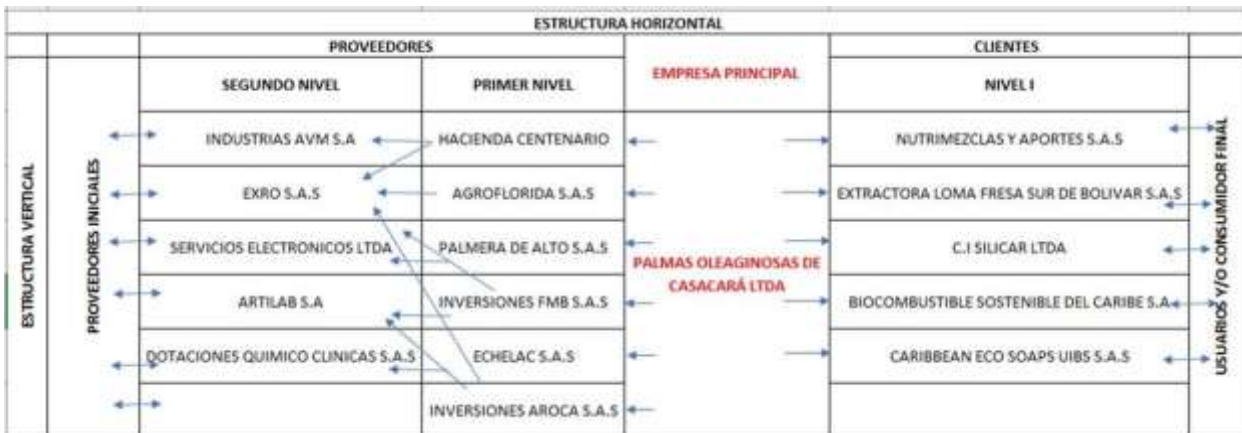 ESTRUCTURA HORIZONTAL
PROVEEDORES
CLIENTES
SEGUNDO NIVEL
PRIMER NIVEL
EMPRESA PRINCIPAL
NIVEL I
ESTRUCTURA VERTICAL
PROVEEDORES INICIALES
INDUSTRIAS AVM S.A
HACIENDA CENTENARIO
NUTRIMEZCLAS Y APORTES S.A.S
EXRO S.A.S
AGROFLORIDA S.A.S
EXTRACTORA LOMA FRESA SUR DE BOLIVAR S.A.S
SERVICIOS ELECTRONICOS LTDA
PALMERA DE ALTO S.A.S
PALMAS OLEAGINOSAS DE
CASACARÁ LTDA
C.I SILICAR LTDA
ARTILAB S.A
INVERSIONES FMB S.A.S
BIOCOMBUSTIBLE SOSTENIBLE DEL CARIBE S.A
DOTACIONES QUIMICO CLINICAS S.A.S
ECHELAC S.A.S
CARIBBEAN ECO SOAPS UIBS S.A.S
INVERSIONES AROCA S.A.S
USUARIOS Y/O CONSUMIDOR FINAL